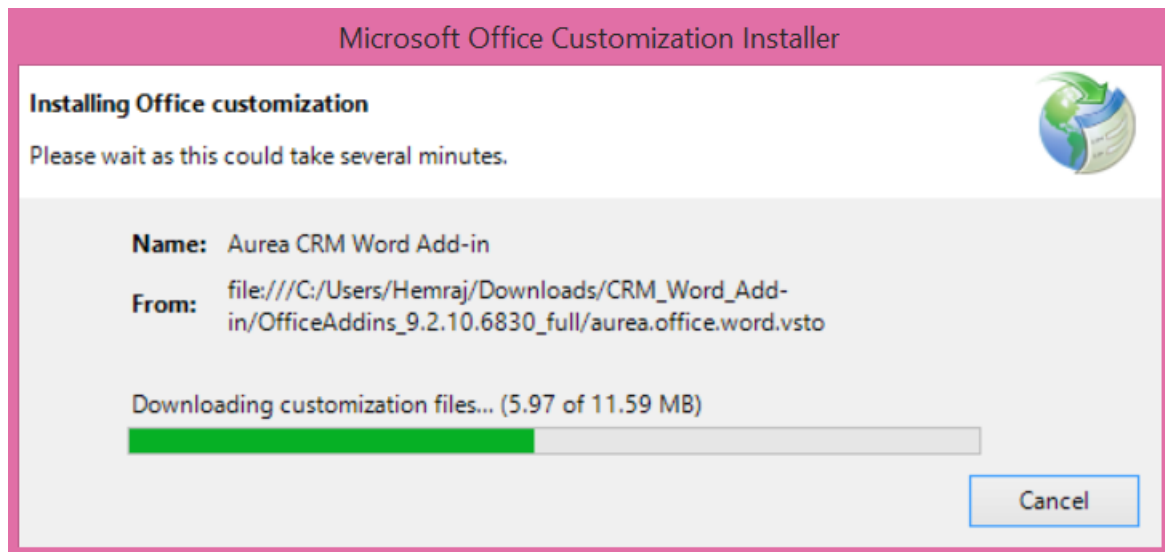 Microsoft Office Customization Installer
Installing Office customization
Please wait as this could take several minutes.
Name: Aurea CRM Word Add-in
From: file:///C:/Users/Hemraj/Downloads/CRM_Word_Add-
in/OfficeAddins_9.2.10.6830_full/aurea.office.word.vsto
Downloading customization files... (5.97 of 11.59 MB)
Cancel